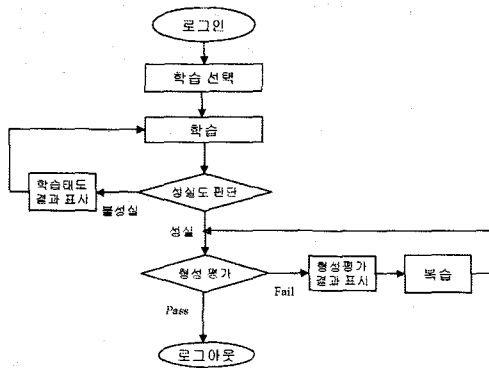 로그인
학습 선택
학습
학습태도
결과 표시
불성실
성실도 판단
성실
형성 평가
Fail
형성평가
결과 표시
복습
Pass
로그아웃